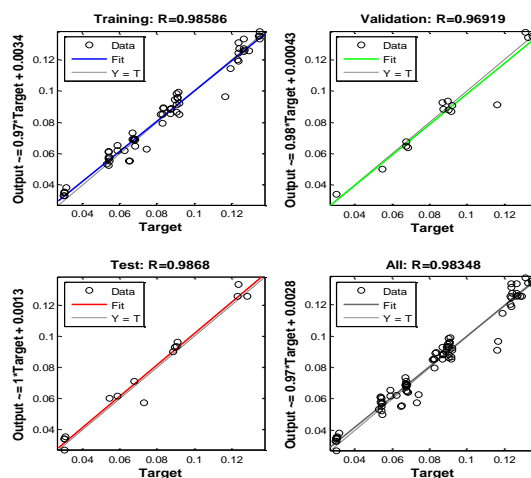 Training: R=0.98586
Output ~= 0.97*Target + 0.0034
Data
Fit
Y = T
0.12
0.1
0.08
0.06
0.04
0.04 0.06 0.08 0.1 0.12
Target
Validation: R=0.96919
Output ~= 0.98*Target + 0.00043
Data
Fit
Y = T
0.12
0.1
0.08
0.06
0.04
0.04 0.06 0.08 0.1 0.12
Target
Test: R=0.9868
Output ~= 1*Target + 0.0013
Data
Fit
Y = T
0.12
0.1
0.08
0.06
0.04
0.04 0.06 0.08 0.1 0.12
Target
All: R=0.98348
Output ~= 0.97*Target + 0.0028
Data
Fit
Y = T
0.12
0.1
0.08
0.06
0.04
0.04 0.06 0.08 0.1 0.12
Target